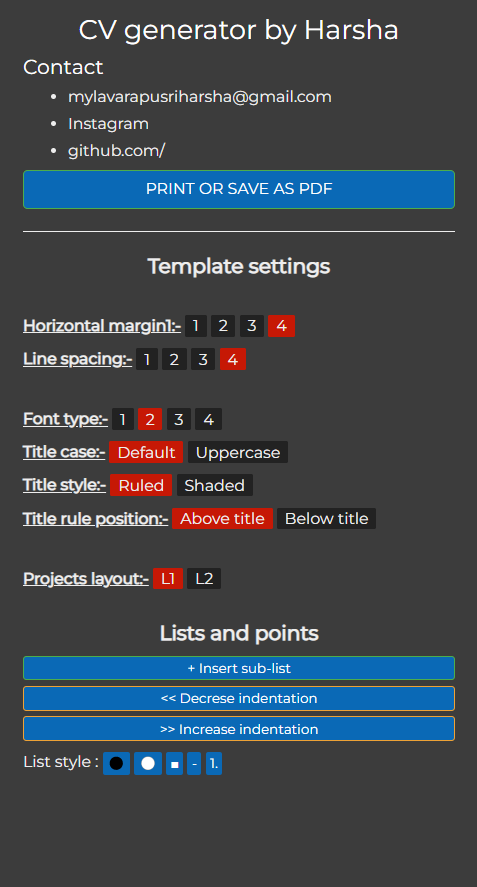 CV generator by Harsha
Contact
• mylavarapusriharsha@gmail.com
• Instagram
• github.com/
PRINT OR SAVE AS PDF
Template settings
Horizontal margin1:- 1 2 3 4
Line spacing:- 1 2 3 4
Font type:- 1 2 3 4
Title case:- Default Uppercase
Title style:- Ruled Shaded
Title rule position:- Above title Below title
Projects layout:- L1 L2
Lists and points
+ Insert sub-list
<< Decrese indentation
>> Increase indentation
List style : ⚫ ⚪ ▪ - 1.